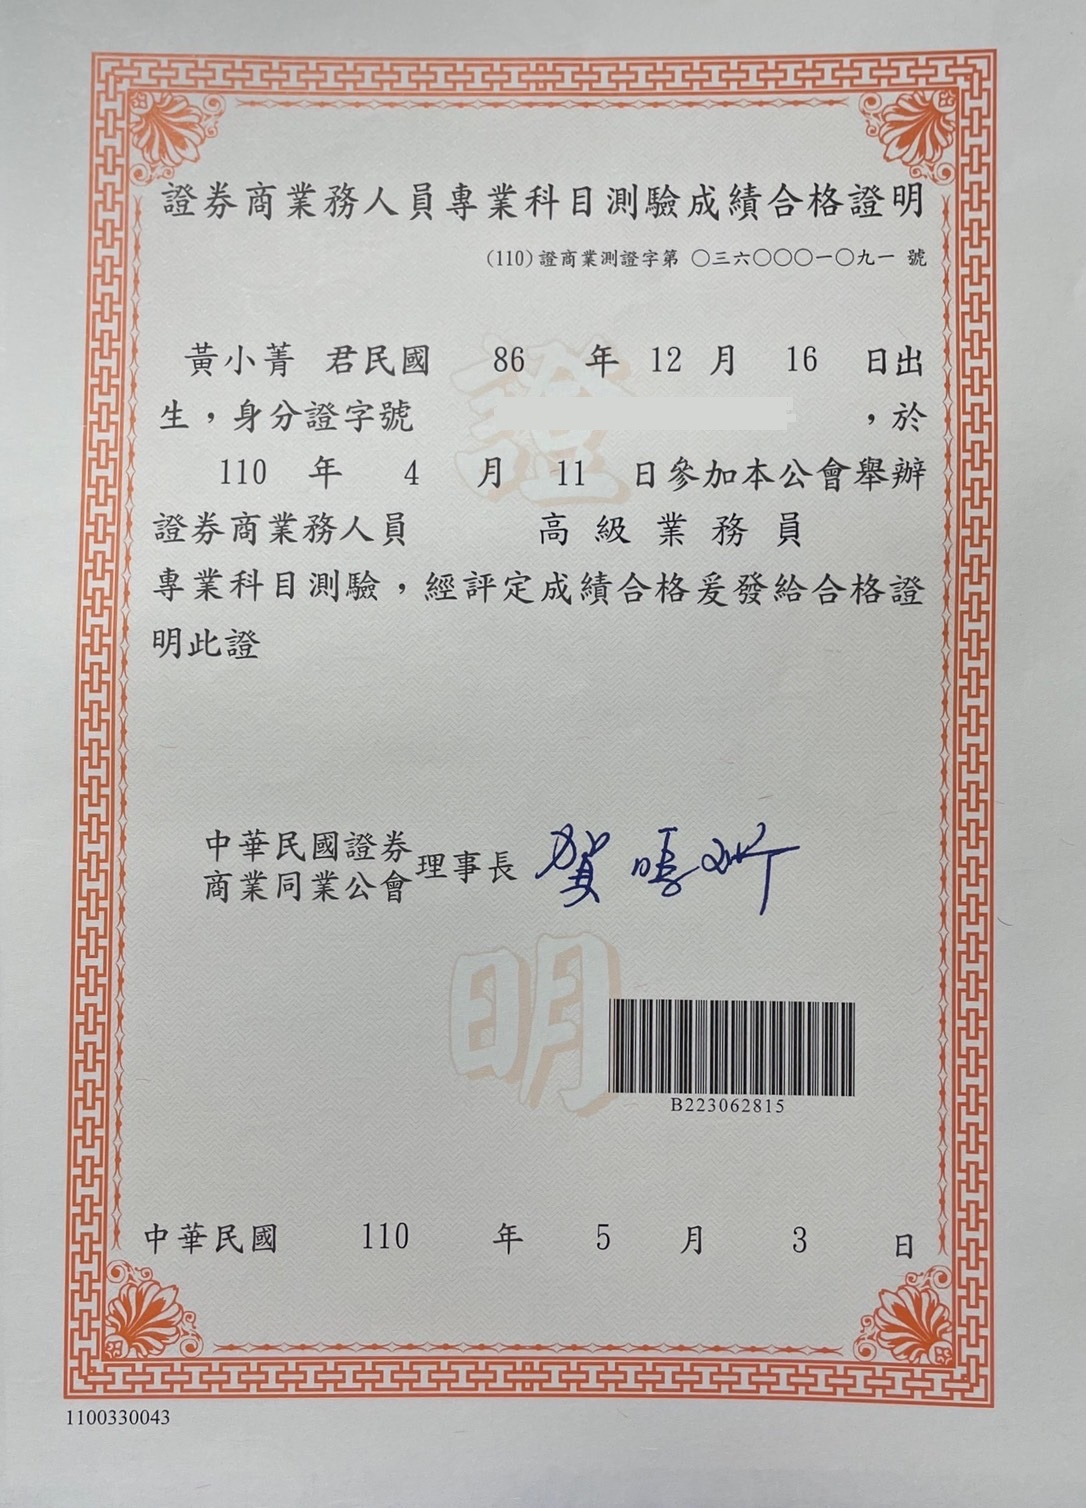 證券商業務人員專業科目測驗成績合格證明
(110)證商業測證字第 〇三六〇〇〇一〇九一 號
黃小菁 君民國 86 年 12 月 16 日出
生，身分證字號 ，於
110 年 4 月 11 日參加本公會舉辦
證券商業務人員 高級業務員
專業科目測驗，經評定成績合格爰發給合格證
明此證
中華民國證券
商業同業公會
理事長
證
明
B223062815
中華民國 110 年 5 月 3 日
1100330043